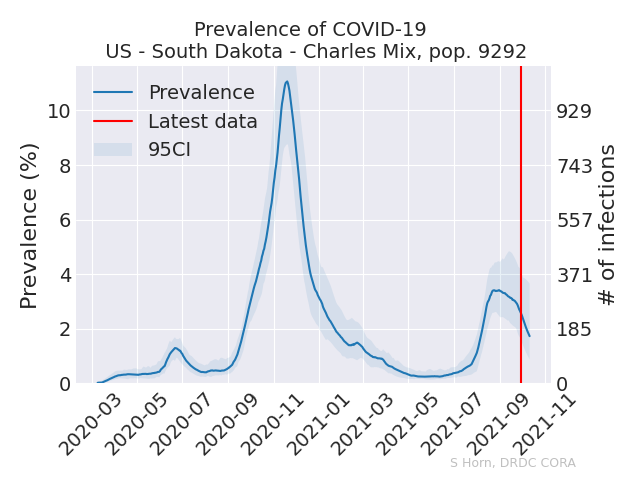 Prevalence of COVID-19
US - South Dakota - Charles Mix, pop. 9292
Prevalence
Latest data
95CI
Prevalence (%)
10
8
6
4
2
0
929
743
557
371
185
0
# of infections
2020-03
2020-05
2020-07
2020-09
2020-11
2021-01
2021-03
2021-05
2021-07
2021-09
2021-11
S Horn, DRDC CORA